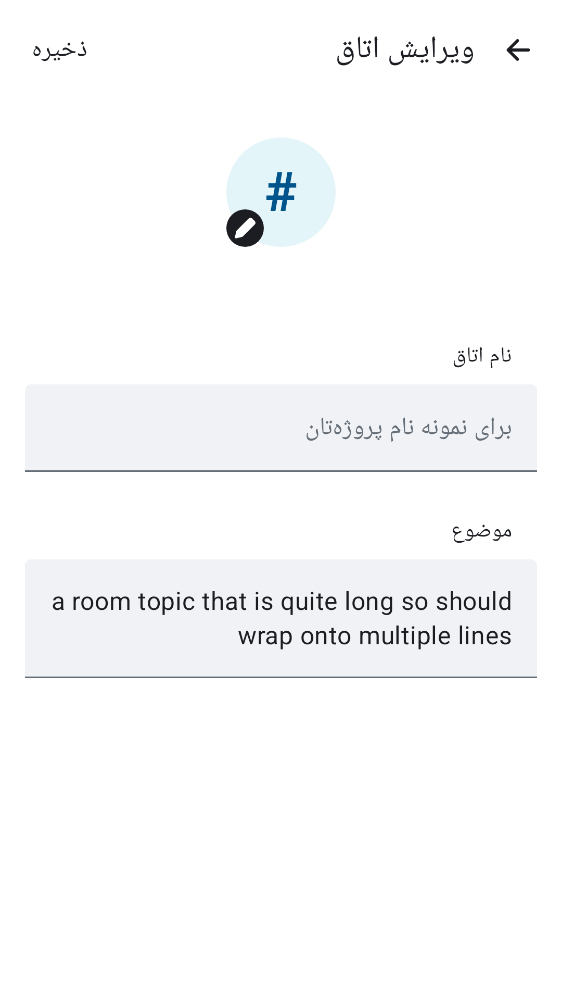 ویرایش اتاق
ذخیره
#
نام اتاق
برای نمونه نام پروژه‌تان
موضوع
a room topic that is quite long so should
wrap onto multiple lines